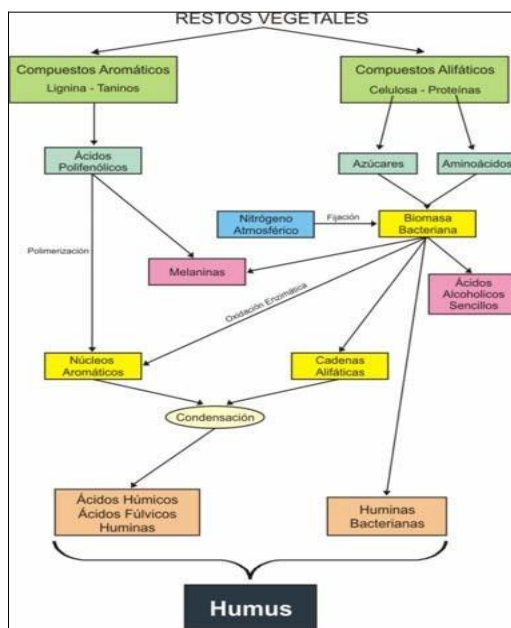 RESTOS VEGETALES
Compuestos Aromáticos
Lignina - Taninos
Compuestos Alifáticos
Celulosa - Proteínas
Ácidos
Polifenólicos
Azúcares
Aminoácidos
Nitrógeno
Atmosférico
Fijación
Biomasa
Bacteriana
Polimerización
Melaninas
Ácidos
Alcoholicos
Sencillos
Oxidación Enzimática
Núcleos
Aromáticos
Cadenas
Alifáticas
Condensación
Ácidos Húmicos
Ácidos Fúlvicos
Huminas
Huminas
Bacterianas
Humus